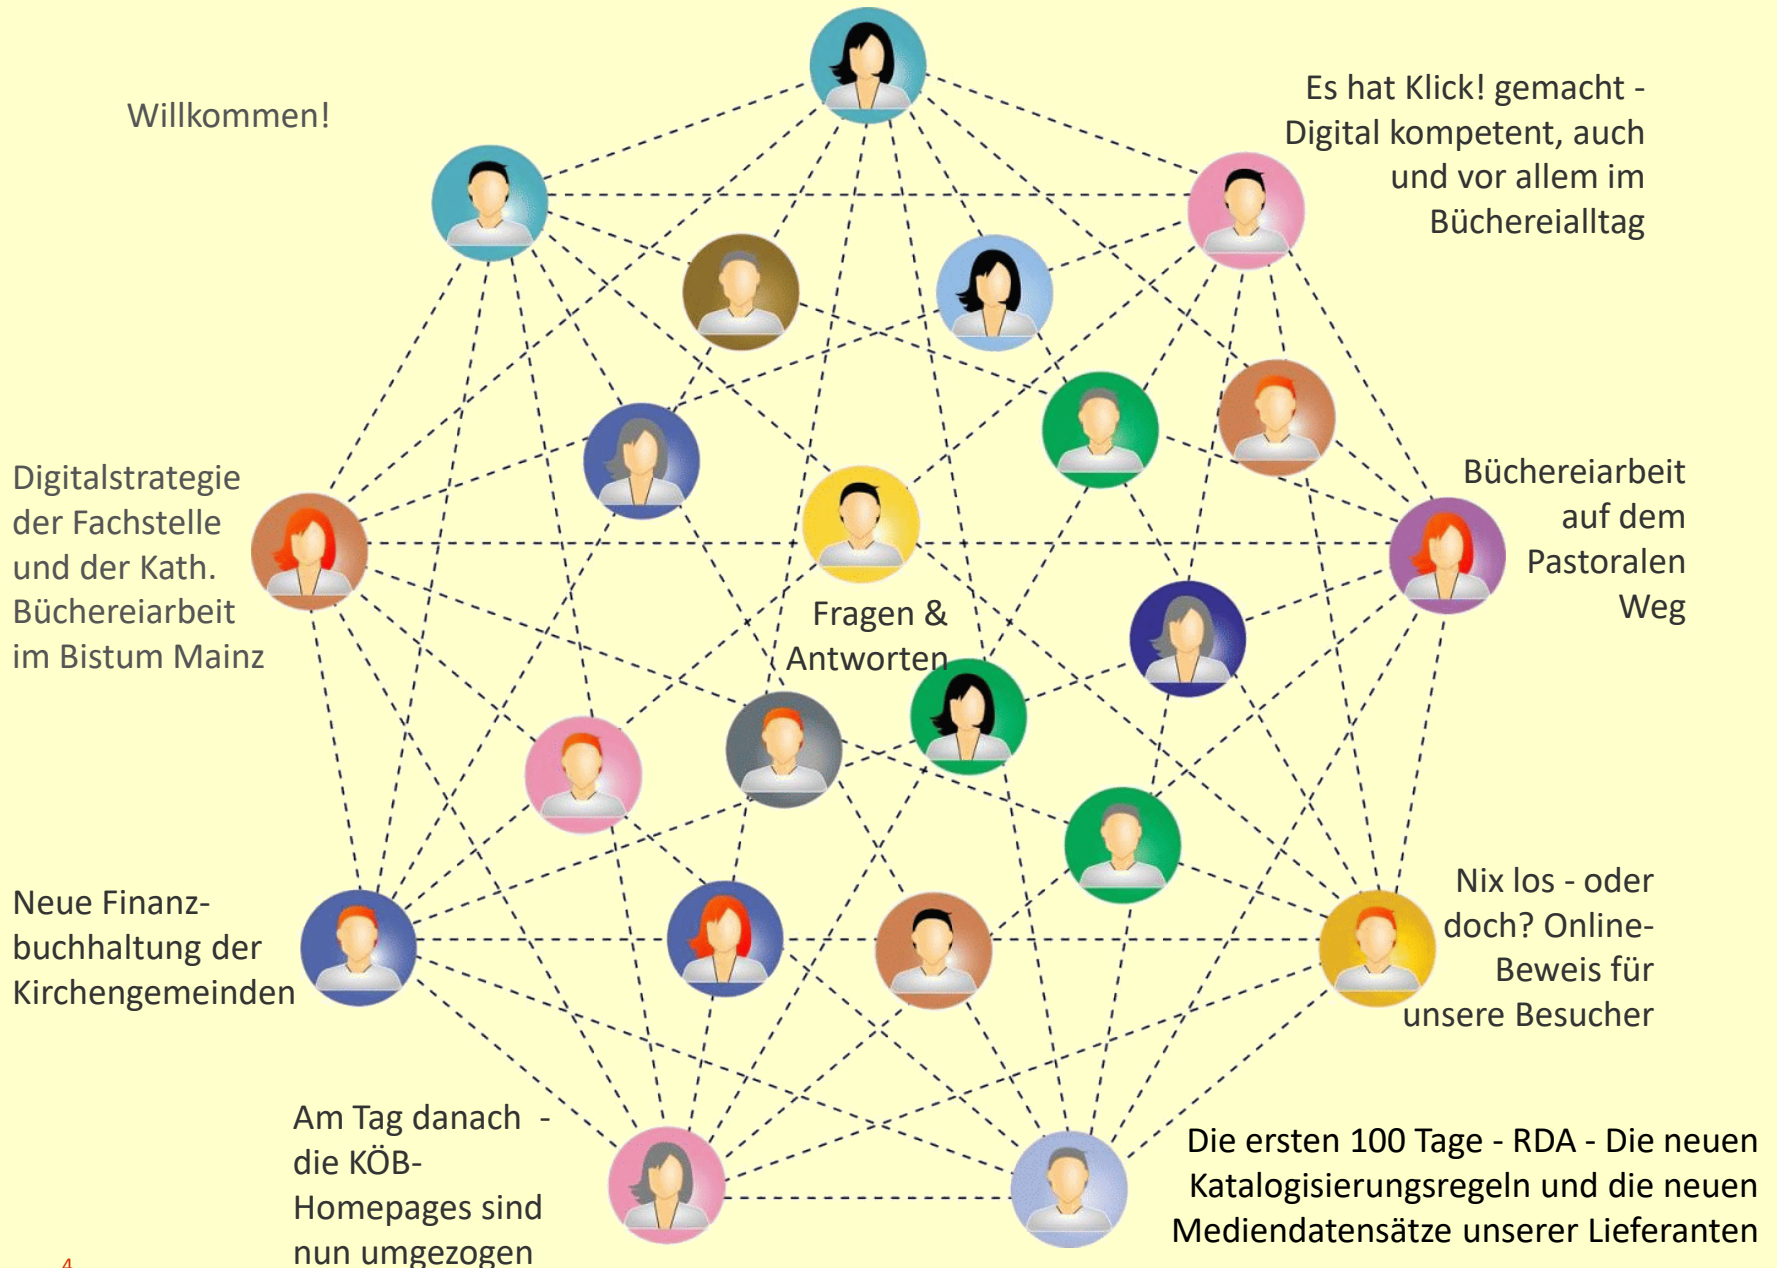 Willkommen!
Es hat Klick! gemacht -
Digital kompetent, auch
und vor allem im
Büchereialltag
Digitalstrategie
der Fachstelle
und der Kath.
Büchereiarbeit
im Bistum Mainz
Büchereiarbeit
auf dem
Pastoralen
Weg
Fragen &
Antworten
Neue Finanz-
buchhaltung der
Kirchengemeinden
Nix los - oder
doch? Online-
Beweis für
unsere Besucher
Am Tag danach -
die KÖB-
Homepages sind
nun umgezogen
Die ersten 100 Tage - RDA - Die neuen
Katalogisierungsregeln und die neuen
Mediendatensätze unserer Lieferanten
4